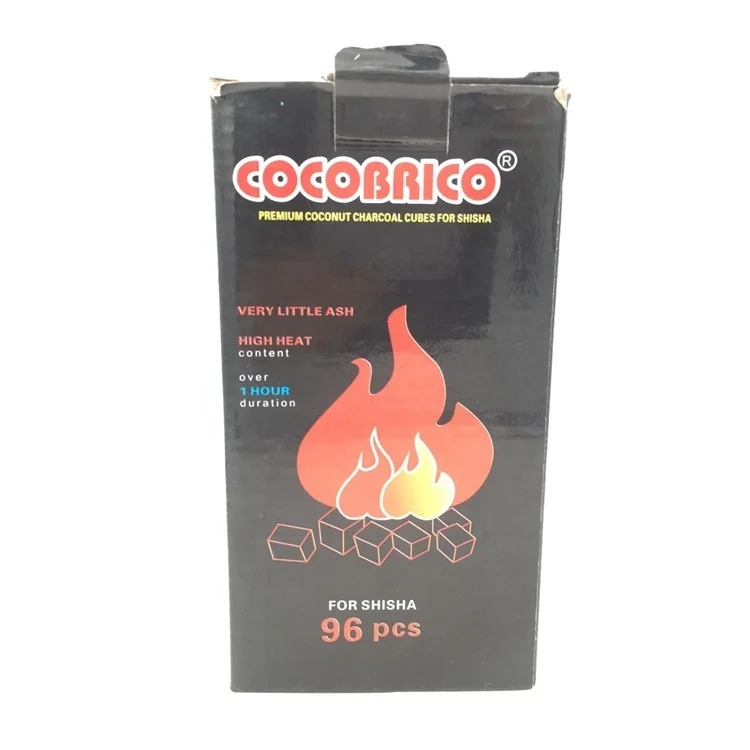 COCOBRICO®
PREMIUM COCONUT CHARCOAL CUBES FOR SHISHA
VERY LITTLE ASH
HIGH HEAT
content
over
1 HOUR
duration
FOR SHISHA
96 pcs